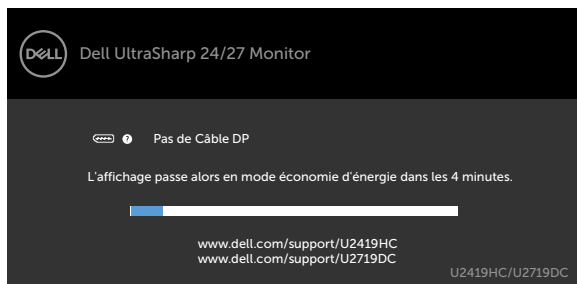 DELL Dell UltraSharp 24/27 Monitor
? Pas de Câble DP
L'affichage passe alors en mode économie d'énergie dans les 4 minutes.
www.dell.com/support/U2419HC
www.dell.com/support/U2719DC
U2419HC/U2719DC